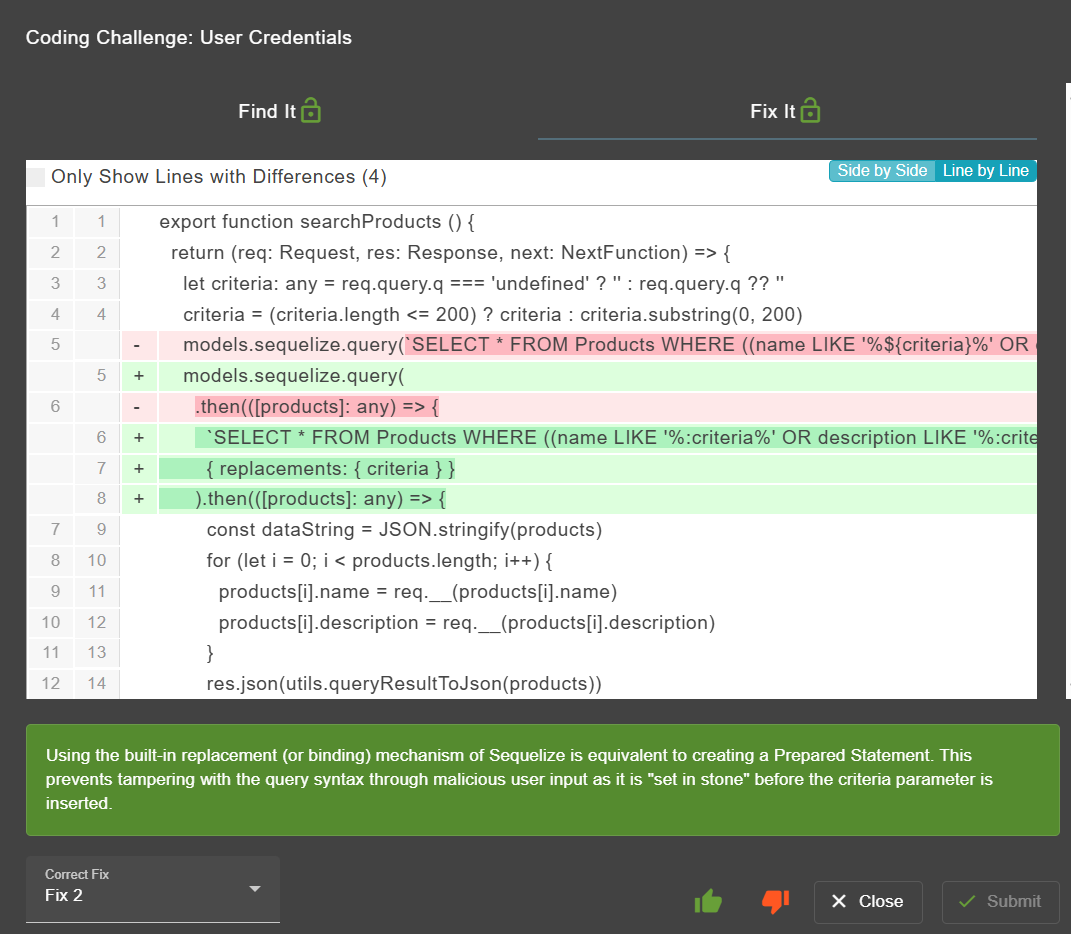 Coding Challenge: User Credentials
Find It
Fix It
Only Show Lines with Differences (4)
Side by Side Line by Line
1 1 export function searchProducts () {
2 2 return (req: Request, res: Response, next: NextFunction) => {
3 3 let criteria: any = req.query.q === 'undefined' ? '' : req.query.q ?? ''
4 4 criteria = (criteria.length <= 200) ? criteria : criteria.substring(0, 200)
5 - models.sequelize.query(`SELECT * FROM Products WHERE ((name LIKE '%${criteria}%' OR
5 + models.sequelize.query(
6 - .then(([products]: any) => {
6 + `SELECT * FROM Products WHERE ((name LIKE '%:criteria%' OR description LIKE '%:crite
7 + { replacements: { criteria } }
8 + ).then(([products]: any) => {
7 9 const dataString = JSON.stringify(products)
8 10 for (let i = 0; i < products.length; i++) {
9 11 products[i].name = req.__(products[i].name)
10 12 products[i].description = req.__(products[i].description)
11 13 }
12 14 res.json(utils.queryResultToJson(products))
Using the built-in replacement (or binding) mechanism of Sequelize is equivalent to creating a Prepared Statement. This
prevents tampering with the query syntax through malicious user input as it is "set in stone" before the criteria parameter is
inserted.
Correct Fix
Fix 2
Close
Submit